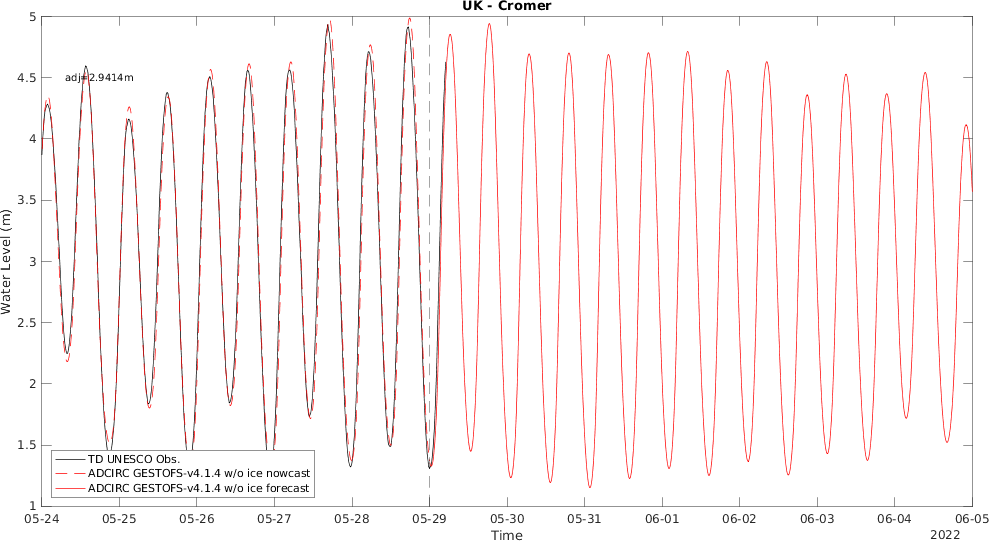 UK - Cromer
5
4.5
4
3.5
3
2.5
2
1.5
1
Water Level (m)
adj=2.9414m
TD UNESCO Obs.
ADCIRC GESTOFS-v4.1.4 w/o ice nowcast
ADCIRC GESTOFS-v4.1.4 w/o ice forecast
05-24 05-25 05-26 05-27 05-28 05-29 05-30 05-31 06-01 06-02 06-03 06-04 06-05
Time
2022